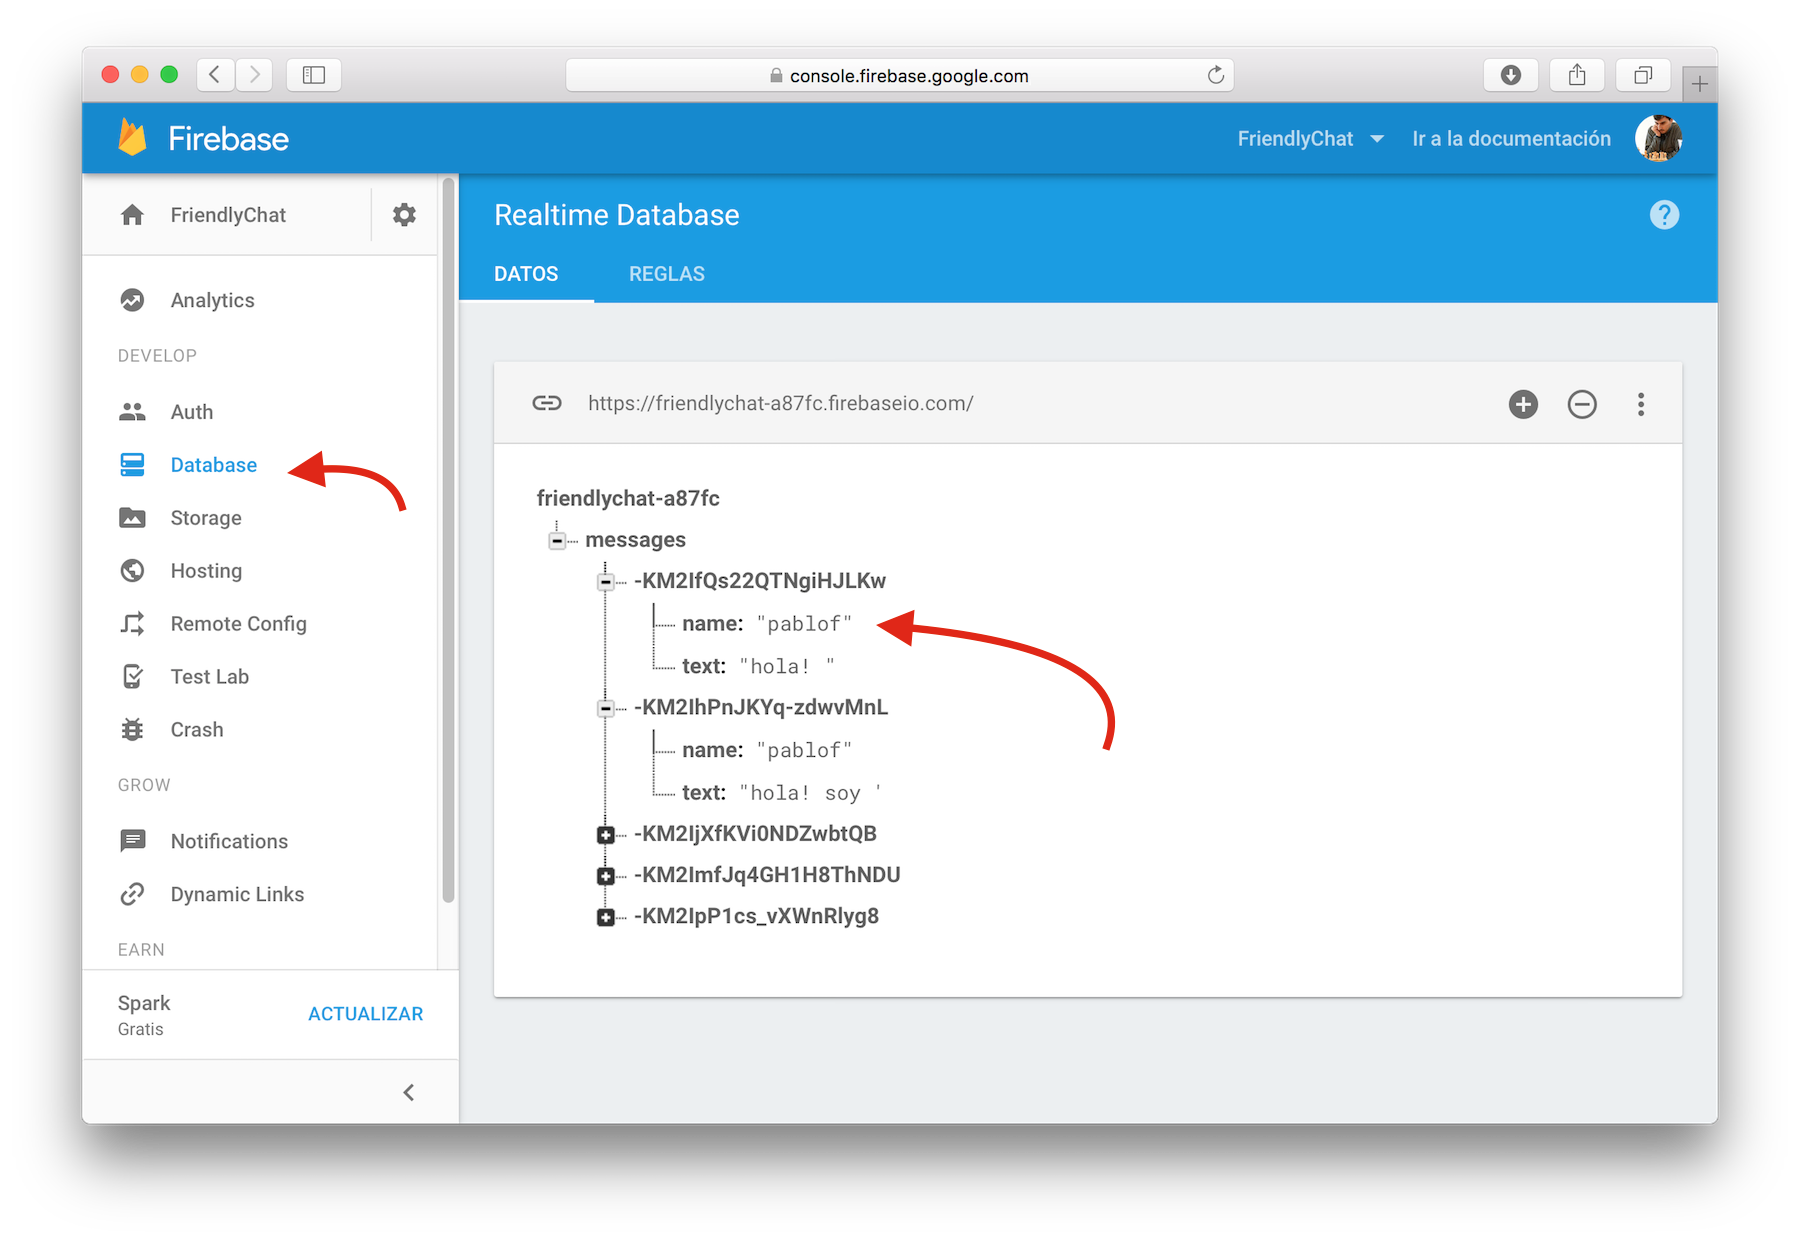 console.firebase.google.com
Firebase
FriendlyChat
Ir a la documentación
FriendlyChat
Analytics
DEVELOP
Auth
Database
Storage
Hosting
Remote Config
Test Lab
Crash
GROW
Notifications
Dynamic Links
EARN
Spark
Gratis
ACTUALIZAR
Realtime Database
DATOS REGLAS
https://friendlychat-a87fc.firebaseio.com/
friendlychat-a87fc
messages
-KM2IfQs22QTNgiHJLKw
name: "pablof"
text: "hola! "
-KM2IhPnJKYq-zdwvMnL
name: "pablof"
text: "hola! soy '
-KM2IjXfKVi0NDZwbtQB
-KM2ImfJq4GH1H8ThNDU
-KM2IpP1cs_vXWnRlyg8